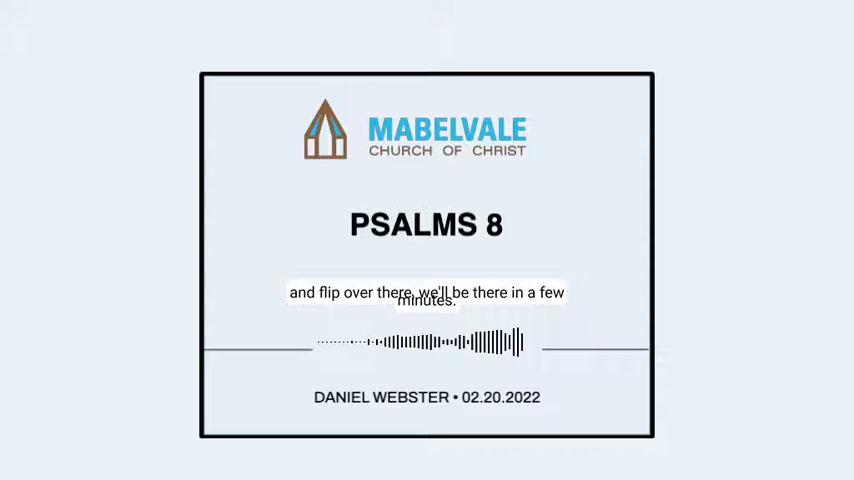 MABELVALE
CHURCH OF CHRIST
PSALMS 8
and flip over there, we'll be there in a few
minutes.
DANIEL WEBSTER • 02.20.2022